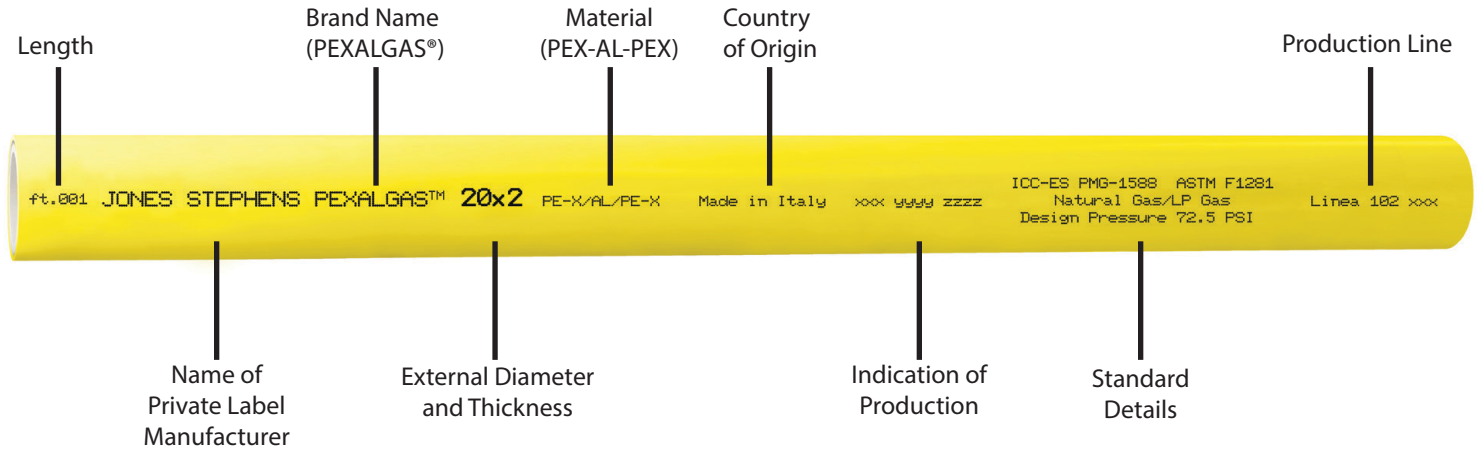 Length
Brand Name
(PEXALGAS®)
Material
(PEX-AL-PEX)
Country
of Origin
Production Line
ft.001 JONES STEPHENS PEXALGAS™ 20x2 PE-X/AL/PE-X Made in Italy xxx yyyy zzzz
ICC-ES PMG-1588 ASTM F1281
Natural Gas/LP Gas
Design Pressure 72.5 PSI
Linea 102 xxx
Name of
Private Label
Manufacturer
External Diameter
and Thickness
Indication of
Production
Standard
Details